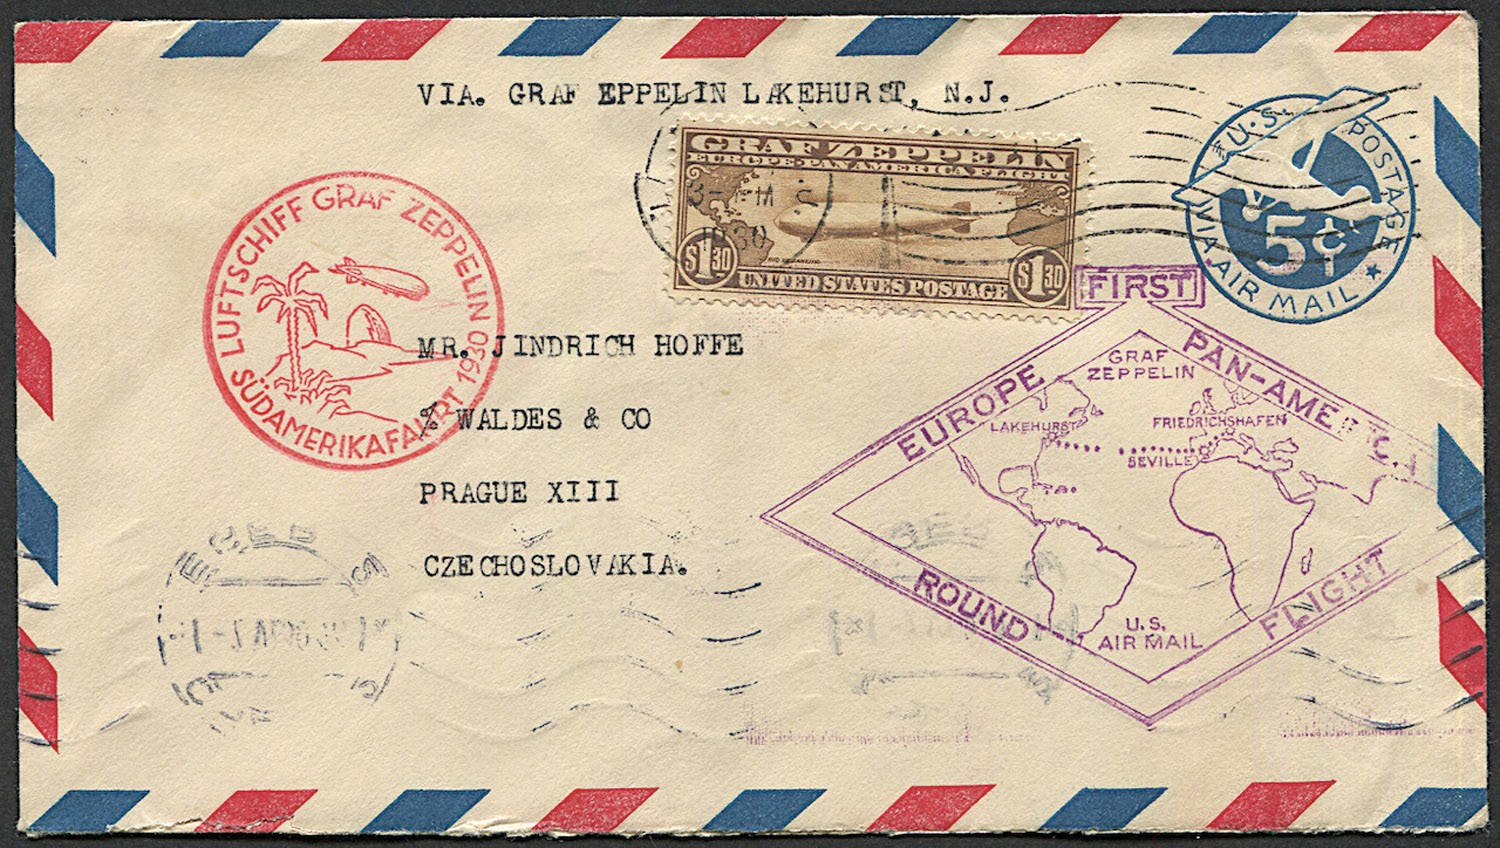 VIA. GRAF EPPELIN LAKEHURST, N.J.
GRAF ZEPPELIN
EUROPE-PAN AMERICA FLIGHT
$1 30
UNITED STATES POSTAGE
$1 30
1930
U.S. POSTAGE
5¢
VIA AIR MAIL
LUFTSCHIFF GRAF ZEPPELIN
SÜDAMERIKAFAHRT 1930
MR. JINDRICH HOFFE
% WALDES & CO
PRAGUE XIII
CZECHOSLOVAKIA.
FIRST
EUROPE PAN-AMERICA
ROUND FLIGHT
GRAF
ZEPPELIN
LAKEHURST
FRIEDRICHSHAFEN
SEVILLE
U.S.
AIR MAIL